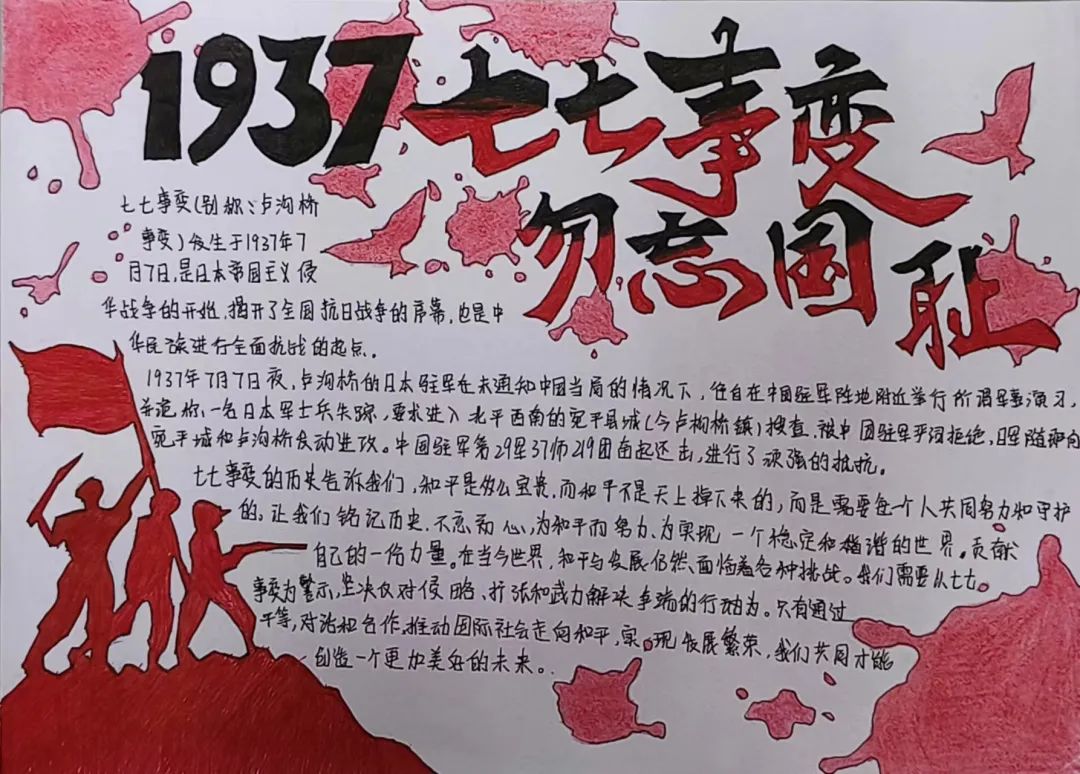 1937七七事变
勿忘国耻
七七事变(别称:卢沟桥
事变)发生于1937年7
月7日,是日本帝国主义侵
华战争的开始,揭开了全国抗日战争的序幕,也是中
华民族进行全面抗战的起点。
1937年7月7日夜,卢沟桥的日本驻军在未通知中国当局的情况下,任自在中国驻军阵地附近举行所谓军事演习,
并造称一名日本军士兵失踪,要求进入北平西南的宛平县城(今卢构桥镇)搜查,被中国驻军严词拒绝,日军随即向
宛平城和卢沟桥发动进攻。中国驻军第29军37师219团奋起还击,进行了顽强的抵抗。
七七事变的历史告诉我们,和平是多么宝贵,而和平不是天上掉下来的,而是需要每一个人共同努力和守护
的,让我们铭记历史,不忘初心,为和平而努力、为实现一个稳定和谐的世界。贡献
自己的一份力量。在当今世界,和平与发展仍然面临着各种挑战。我们需要从七七。
事变为警示,坚决反对侵略、扩张和武力解决争端的行动为。只有通过
平等,对话和合作,推动国际社会走向和平,实现发展繁荣,我们共同才能
创造一个更加美好的未来。